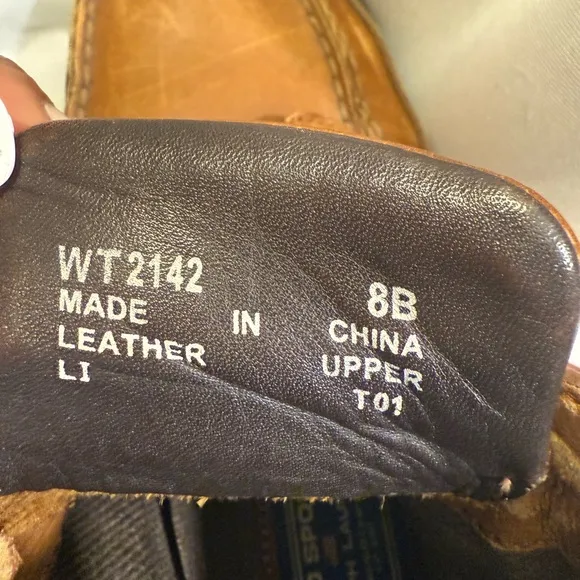 WT2142 8B
MADE IN CHINA
LEATHER UPPER
LI T01